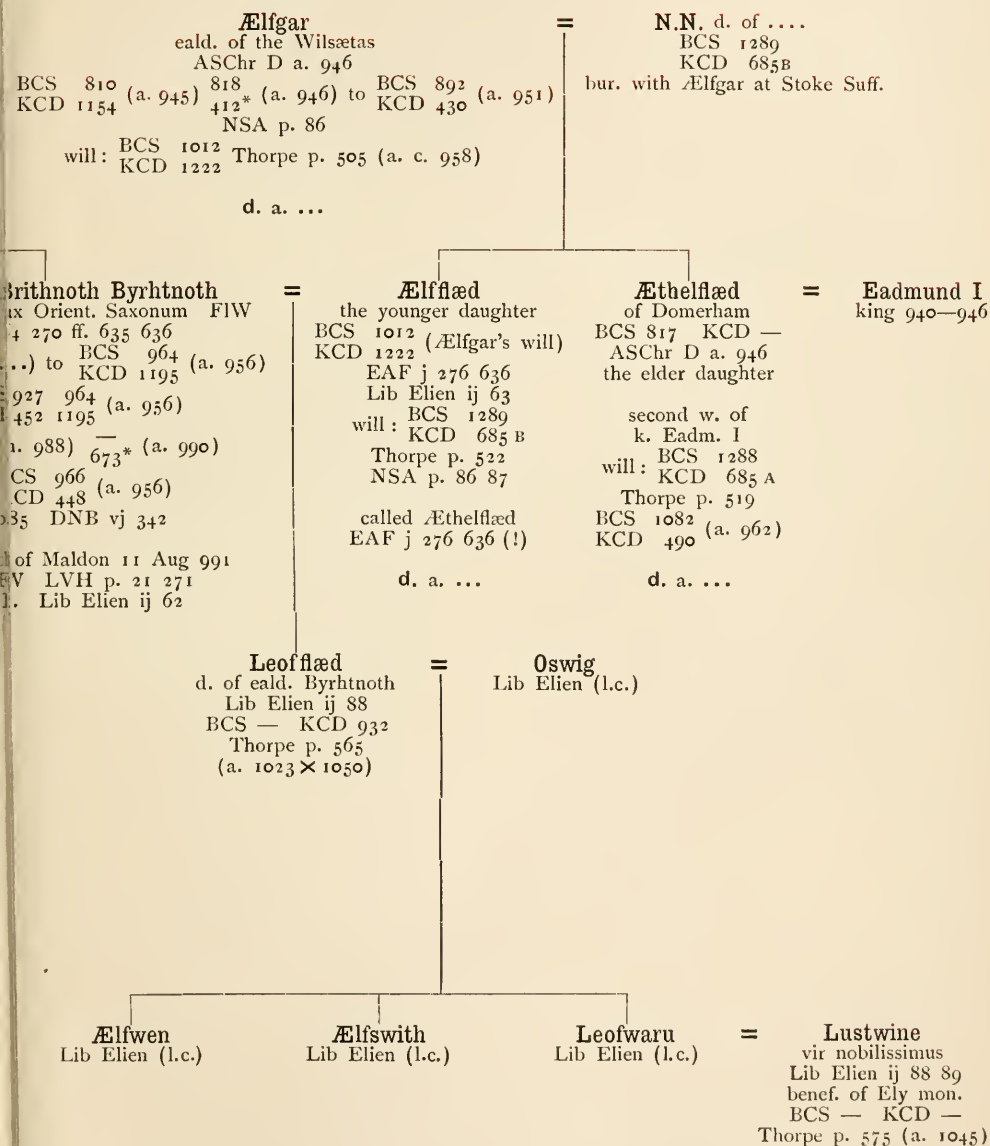 Ælfgar = N.N. d. of ....
eald. of the Wilsætas
ASChr D a. 946
BCS 810 818 BCS 892
KCD 1154 (a. 945) 412* (a. 946) to KCD 430 (a. 951)
NSA p. 86
will: BCS 1012
KCD 1222 Thorpe p. 505 (a. c. 958)
d. a. ...
BCS 1289
KCD 685B
bur. with Ælfgar at Stoke Suff.
Byrhtnoth =
Orient. Saxonum FlW
270 ff. 635 636
..) to BCS 964
KCD 1195 (a. 956)
927 964
452 1195 (a. 956)
988) — 673* (a. 990)
CS 966
CD 448 (a. 956)
DNB vj 342
of Maldon 11 Aug 991
LVH p. 21 271
Lib Elien ij 62
Ælfflæd
the younger daughter
BCS 1012
KCD 1222 (Ælfgar's will)
EAF j 276 636
Lib Elien ij 63
will: BCS 1289
KCD 685 B
Thorpe p. 522
NSA p. 86 87
called Æthelflæd
EAF j 276 636 (!)
d. a. ...
Æthelflæd = Eadmund I
of Domerham king 940—946
BCS 817 KCD —
ASChr D a. 946
the elder daughter
second w. of
k. Eadm. I
will: BCS 1288
KCD 685 A
Thorpe p. 519
BCS 1082
KCD 490 (a. 962)
d. a. ...
Leofflæd = Oswig
d. of eald. Byrhtnoth Lib Elien (l.c.)
Lib Elien ij 88
BCS — KCD 932
Thorpe p. 565
(a. 1023 × 1050)
Ælfwen Ælfswith Leofwaru = Lustwine
Lib Elien (l.c.) Lib Elien (l.c.) Lib Elien (l.c.) vir nobilissimus
Lib Elien ij 88 89
benef. of Ely mon.
BCS — KCD —
Thorpe p. 575 (a. 1045)